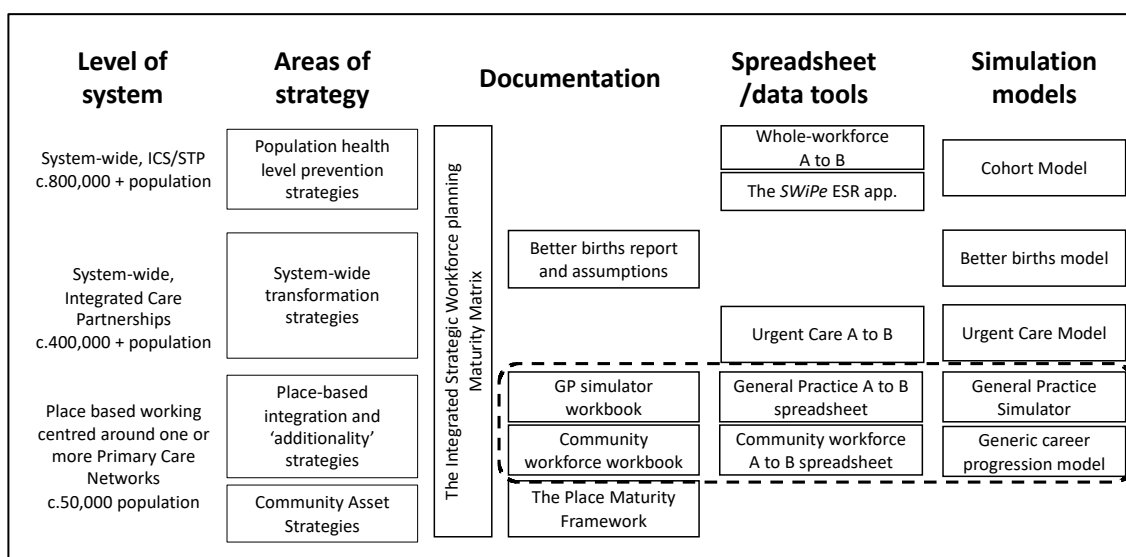 Level of
system
Areas of
strategy
Documentation
Spreadsheet
/data tools
Simulation
models
System-wide, ICS/STP
c.800,000 + population
Population health
level prevention
strategies
The Integrated Strategic Workforce planning
Maturity Matrix
Whole-workforce
A to B
The SWiPe ESR app.
Cohort Model
System-wide,
Integrated Care
Partnerships
c.400,000 + population
System-wide
transformation
strategies
Better births report
and assumptions
Better births model
Urgent Care A to B
Urgent Care Model
Place based working
centred around one or
more Primary Care
Networks
c.50,000 population
Place-based
integration and
‘additionality’
strategies
Community Asset
Strategies
GP simulator
workbook
General Practice A to B
spreadsheet
General Practice
Simulator
Community
workforce workbook
Community workforce
A to B spreadsheet
Generic career
progression model
The Place Maturity
Framework